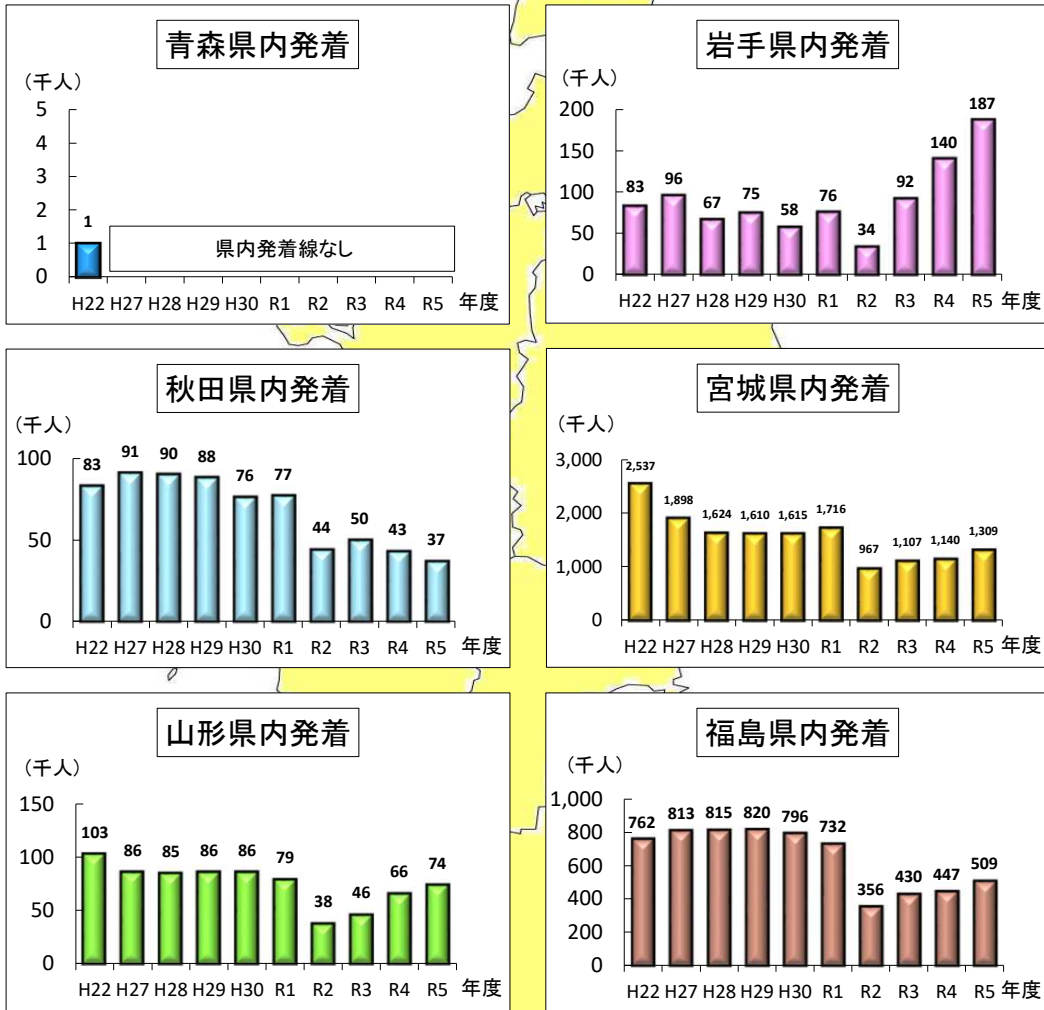 青森県内発着
(千人)
5
4
3
2
1
0
1
県内発着線なし
H22 H27 H28 H29 H30 R1 R2 R3 R4 R5 年度
岩手県内発着
(千人)
200
150
100
50
0
83 96 67 75 58 76 34 92 140 187
H22 H27 H28 H29 H30 R1 R2 R3 R4 R5 年度
秋田県内発着
(千人)
100
50
0
83 91 90 88 76 77 44 50 43 37
H22 H27 H28 H29 H30 R1 R2 R3 R4 R5 年度
宮城県内発着
(千人)
3,000
2,000
1,000
0
2,537 1,898 1,624 1,610 1,615 1,716 967 1,107 1,140 1,309
H22 H27 H28 H29 H30 R1 R2 R3 R4 R5 年度
山形県内発着
(千人)
150
100
50
0
103 86 85 86 86 79 38 46 66 74
H22 H27 H28 H29 H30 R1 R2 R3 R4 R5 年度
福島県内発着
(千人)
1,000
800
600
400
200
0
762 813 815 820 796 732 356 430 447 509
H22 H27 H28 H29 H30 R1 R2 R3 R4 R5 年度